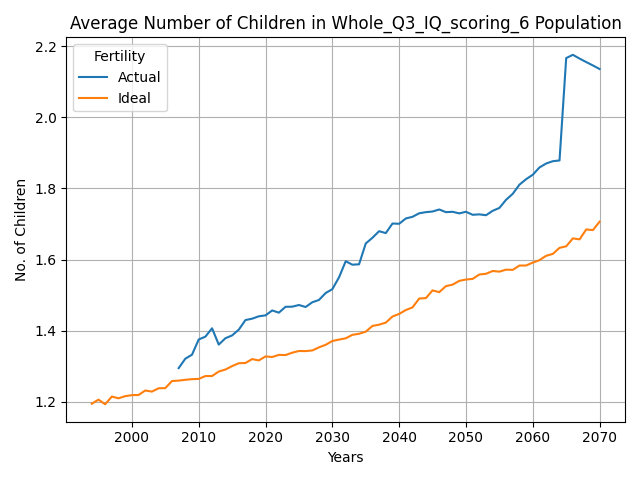 Average Number of Children in Whole_Q3_IQ_scoring_6 Population
Fertility
Actual
Ideal
No. of Children
2.2
2.0
1.8
1.6
1.4
1.2
2000 2010 2020 2030 2040 2050 2060 2070
Years